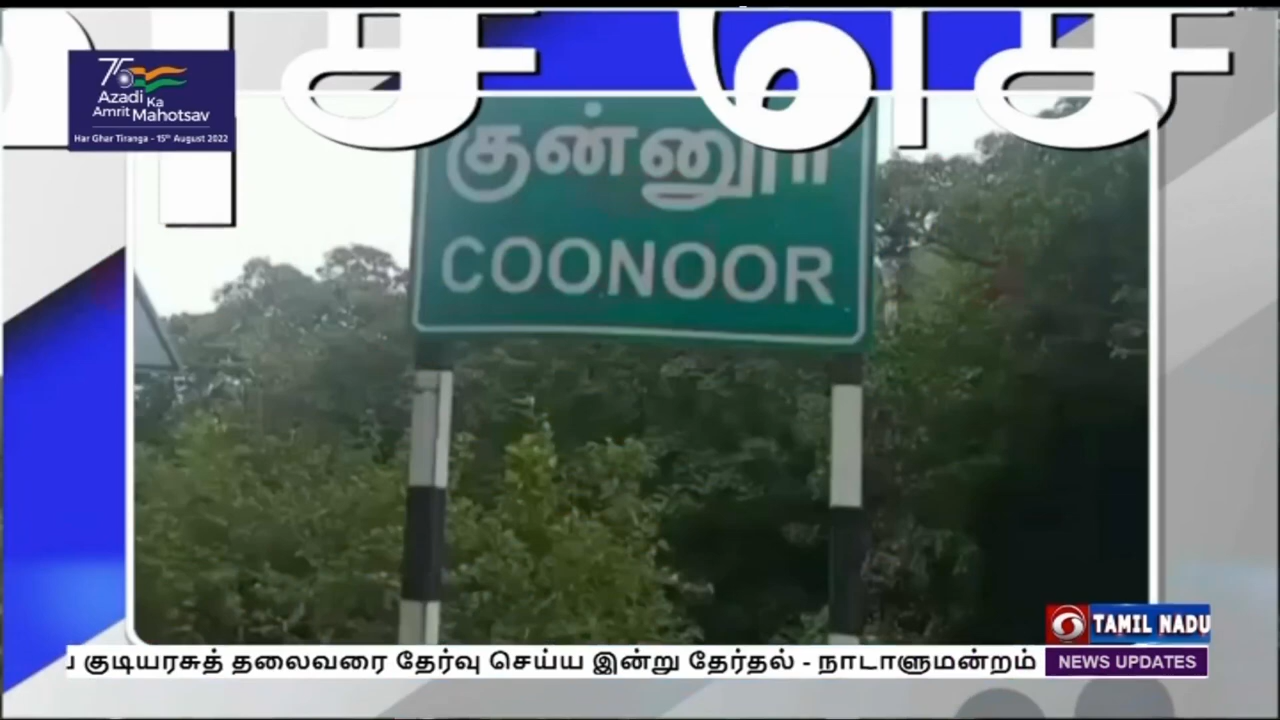 75
Azadi
Ka
Amrit Mahotsav
Har Ghar Tiranga - 15th August 2022
குன்னூர்
COONOOR
TAMIL NADU
குடியரசுத் தலைவரை தேர்வு செய்ய இன்று தேர்தல் - நாடாளுமன்றம்
NEWS UPDATES